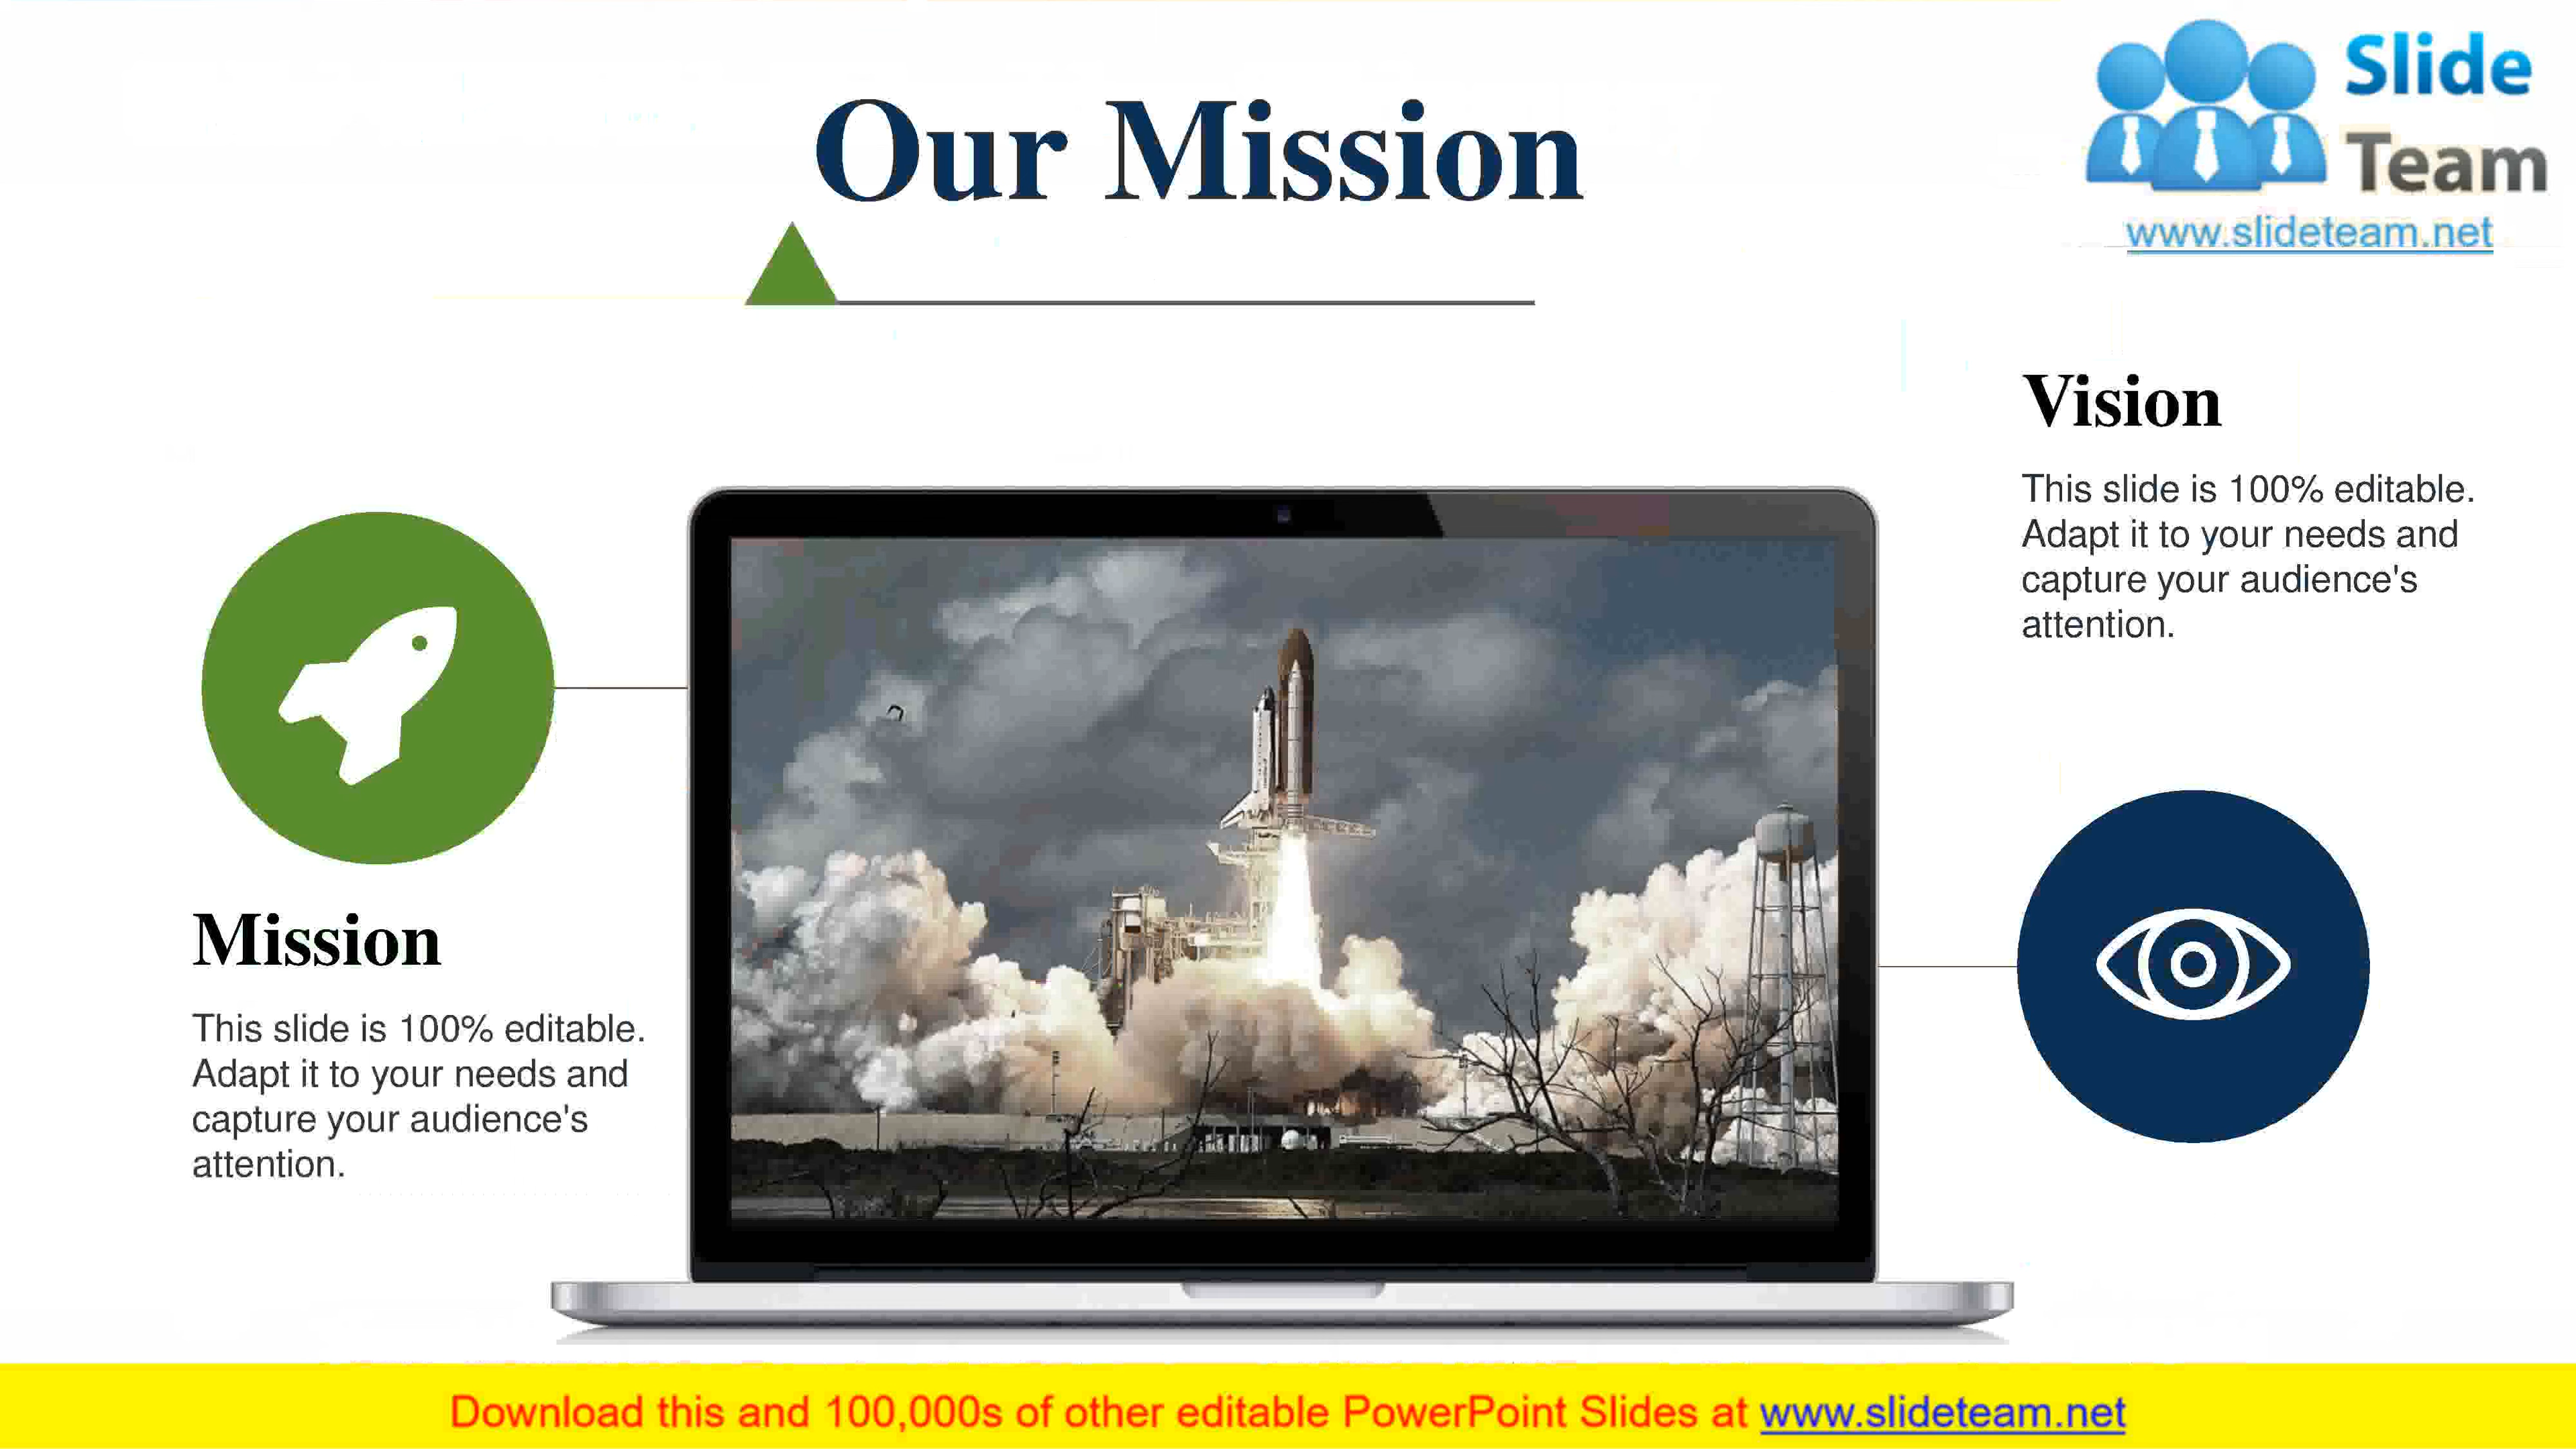 Our Mission
Slide
Team
www.slideteam.net
Vision
This slide is 100% editable.
Adapt it to your needs and
capture your audience's
attention.
Mission
This slide is 100% editable.
Adapt it to your needs and
capture your audience's
attention.
Download this and 100,000s of other editable PowerPoint Slides at www.slideteam.net